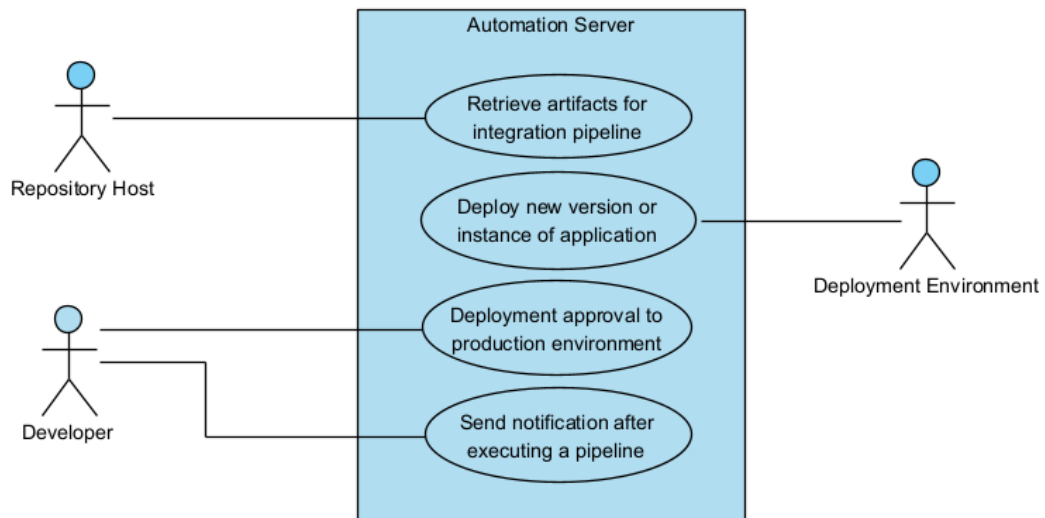 Automation Server
Retrieve artifacts for
integration pipeline
Repository Host
Deploy new version or
instance of application
Deployment Environment
Deployment approval to
production environment
Developer
Send notification after
executing a pipeline